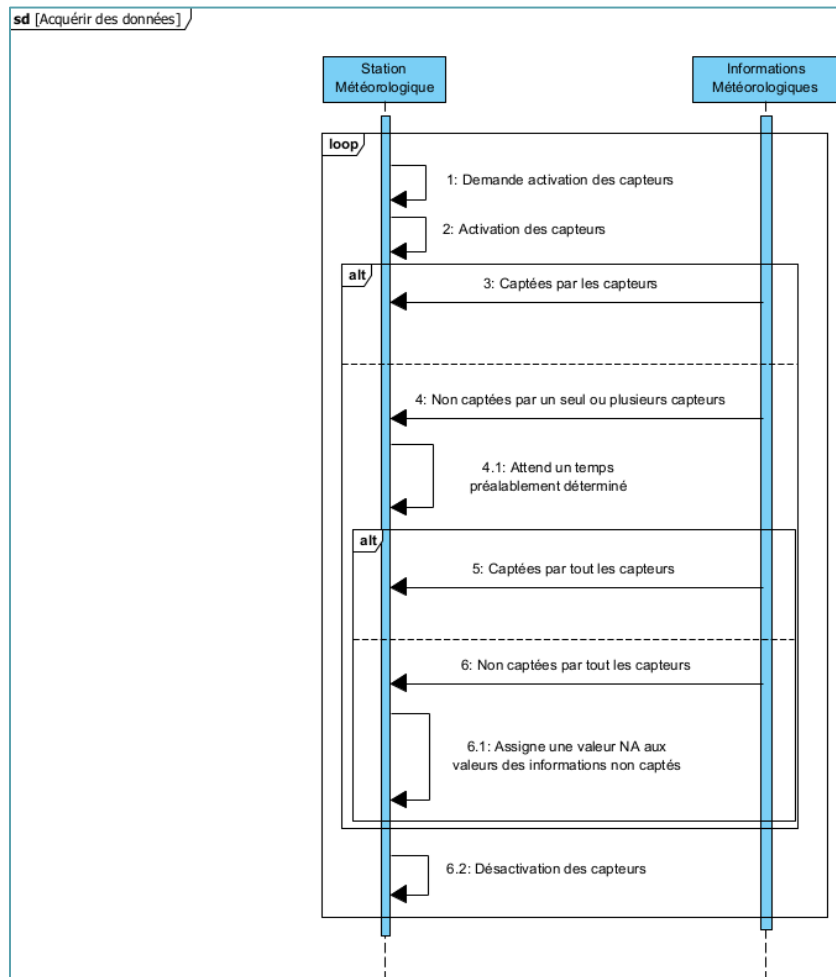 sd [Acquérir des données]
Station
Météorologique
Informations
Météorologiques
loop
1: Demande activation des capteurs
2: Activation des capteurs
alt
3: Captées par les capteurs
4: Non captées par un seul ou plusieurs capteurs
4.1: Attend un temps
préalablement déterminé
alt
5: Captées par tout les capteurs
6: Non captées par tout les capteurs
6.1: Assigne une valeur NA aux
valeurs des informations non captés
6.2: Désactivation des capteurs